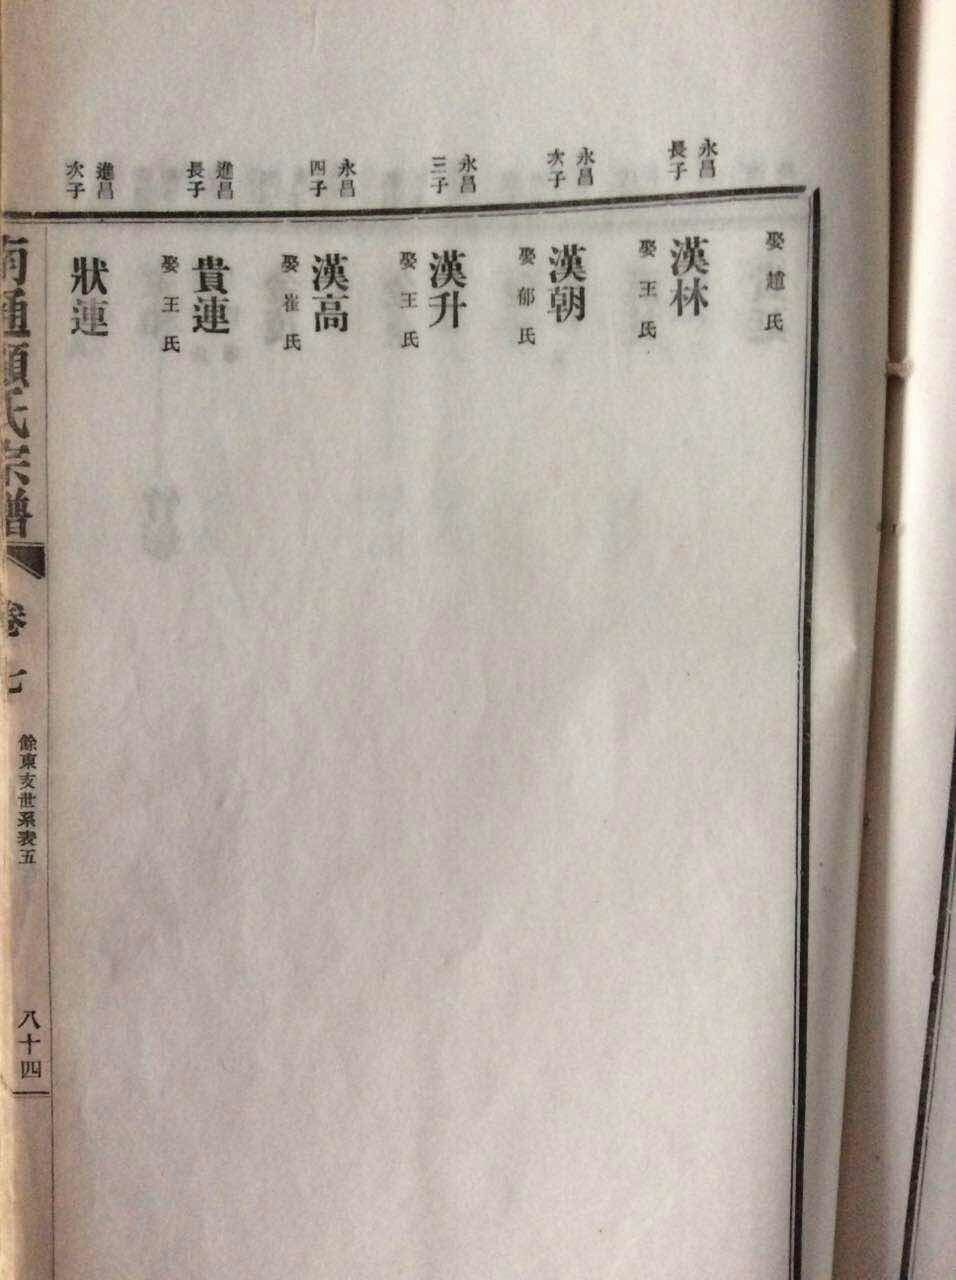 娶趙氏
永昌
長子
漢林
娶王氏
永昌
次子
漢朝
娶郁氏
永昌
三子
漢升
娶王氏
永昌
四子
漢高
娶崔氏
進昌
長子
貴連
娶王氏
進昌
次子
狀連
南通顧氏宗譜
卷七
餘東支世系表五
八十四